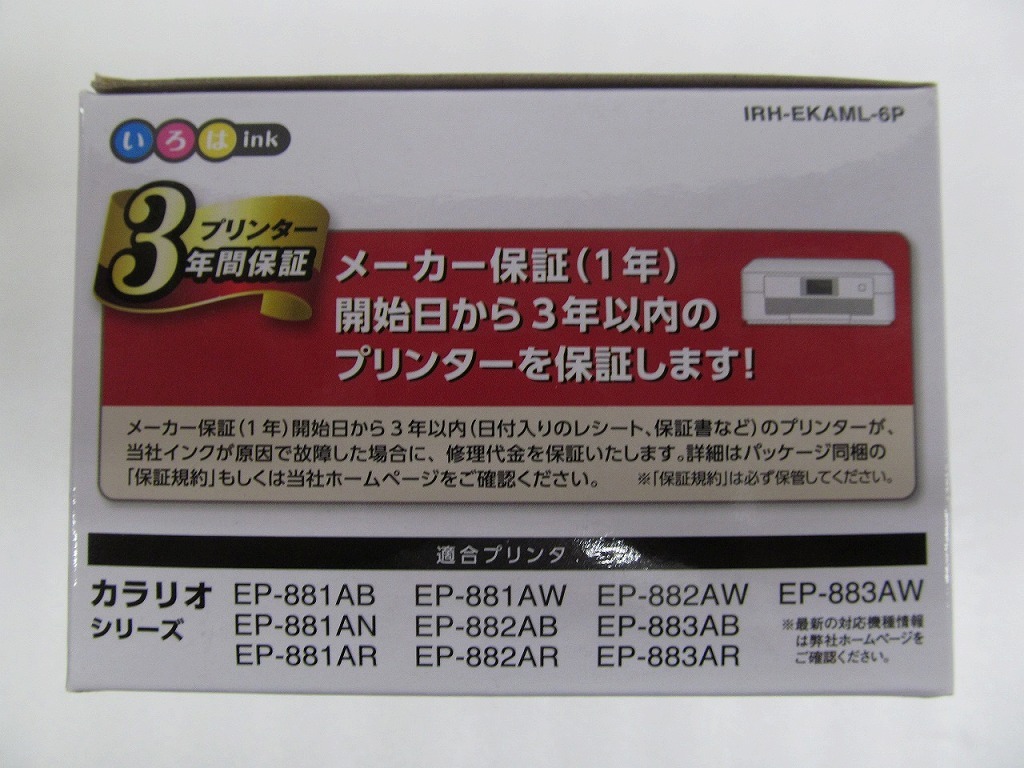 IRH-EKAML-6P
いろは ink
3 プリンター
年間保証
メーカー保証(1年)
開始日から3年以内の
プリンターを保証します!
メーカー保証(1年)開始日から3年以内(日付入りのレシート、保証書など)のプリンターが、
当社インクが原因で故障した場合に、修理代金を保証いたします。詳細はパッケージ同梱の
「保証規約」もしくは当社ホームページをご確認ください。 ※「保証規約」は必ず保管してください。
適合プリンタ
カラリオ
シリーズ
EP-881AB EP-881AW EP-882AW EP-883AW
EP-881AN EP-882AB EP-883AB
EP-881AR EP-882AR EP-883AR
※最新の対応機種情報
は弊社ホームページを
ご確認ください。